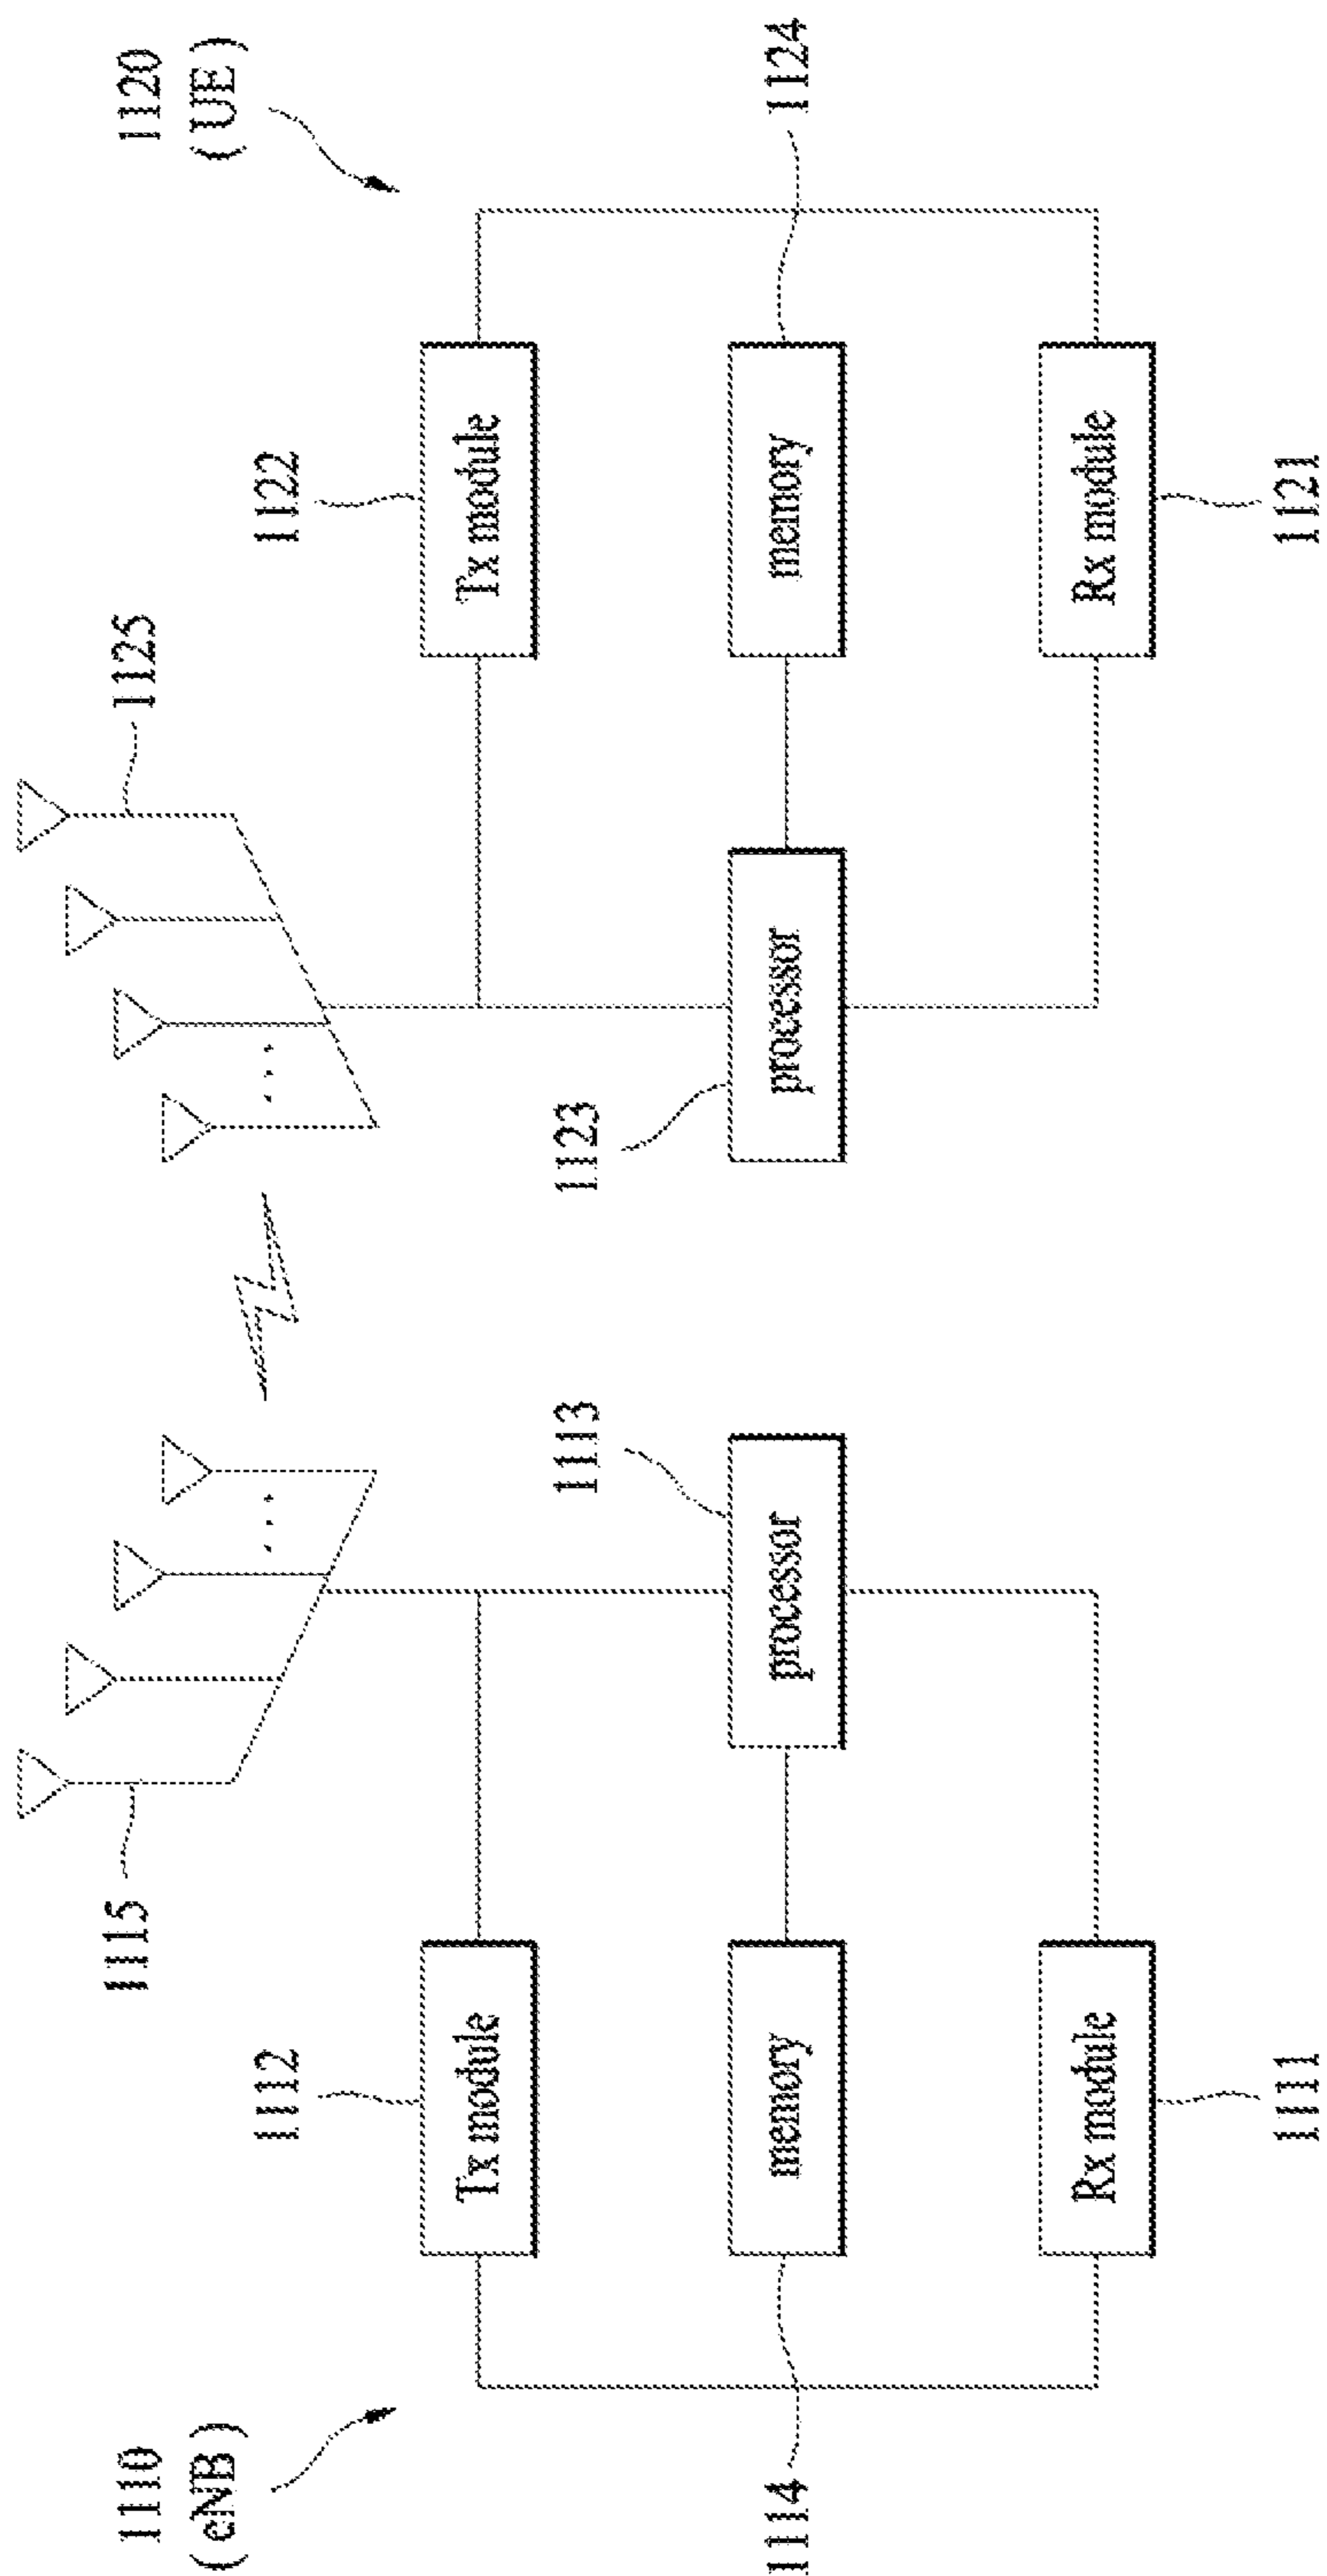 1110
( eNB )
1120
( UE )
1115
1125
1112
1122
Tx module
Tx module
1113
1123
memory
processor
processor
memory
1114
1124
Rx module
Rx module
1111
1121